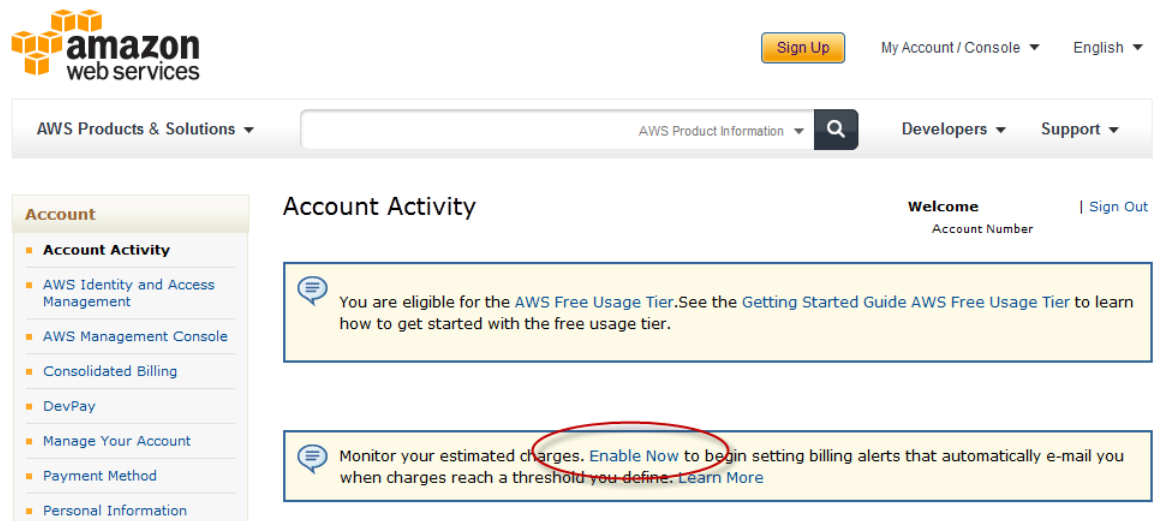 amazon
web services
Sign Up
My Account / Console
English
AWS Products & Solutions
AWS Product Information
Developers
Support
Account
Account Activity
AWS Identity and Access
Management
AWS Management Console
Consolidated Billing
DevPay
Manage Your Account
Payment Method
Personal Information
Account Activity
Welcome
| Sign Out
Account Number
You are eligible for the AWS Free Usage Tier.See the Getting Started Guide AWS Free Usage Tier to learn
how to get started with the free usage tier.
Monitor your estimated charges. Enable Now to begin setting billing alerts that automatically e-mail you
when charges reach a threshold you define. Learn More